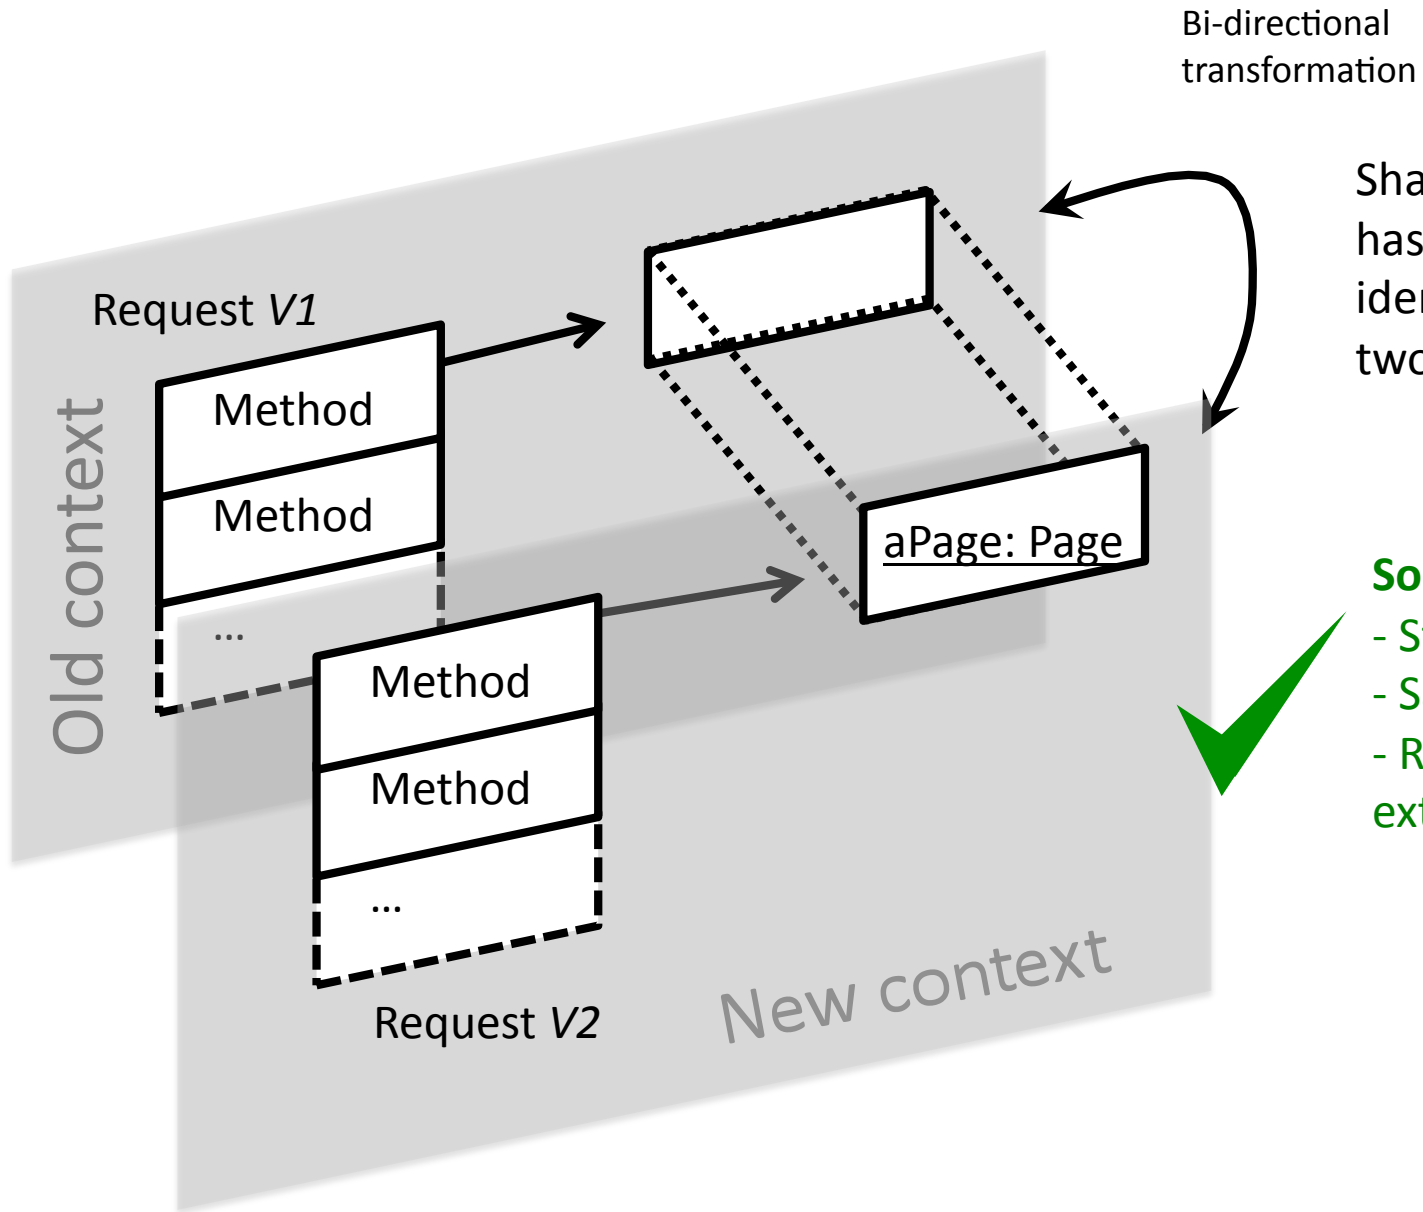 Bi-directional
transformation
Sha
has
iden
two
Request V1
Method
Method
...
Old context
aPage: Page
Method
Method
...
Request V2
New context
So
- S
- S
- R
ext